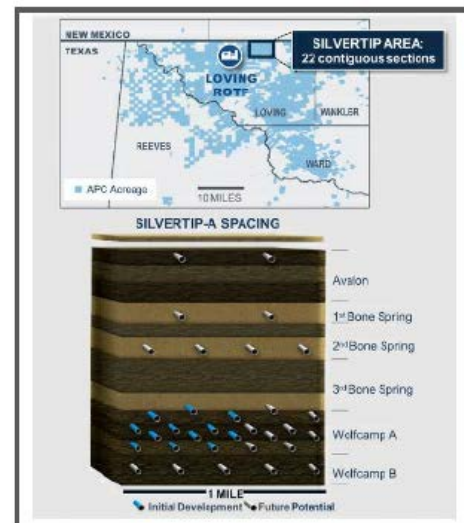 NEW MEXICO
TEXAS
SILVERTIP AREA:
22 contiguous sections
LOVING
ROTF
LOVING
WINKLER
REEVES
WARD
APC Acreage
10 MILES
SILVERTIP-A SPACING
Avalon
1st Bone Spring
2nd Bone Spring
3rd Bone Spring
Wolfcamp A
Wolfcamp B
1 MILE
Initial Development Future Potential